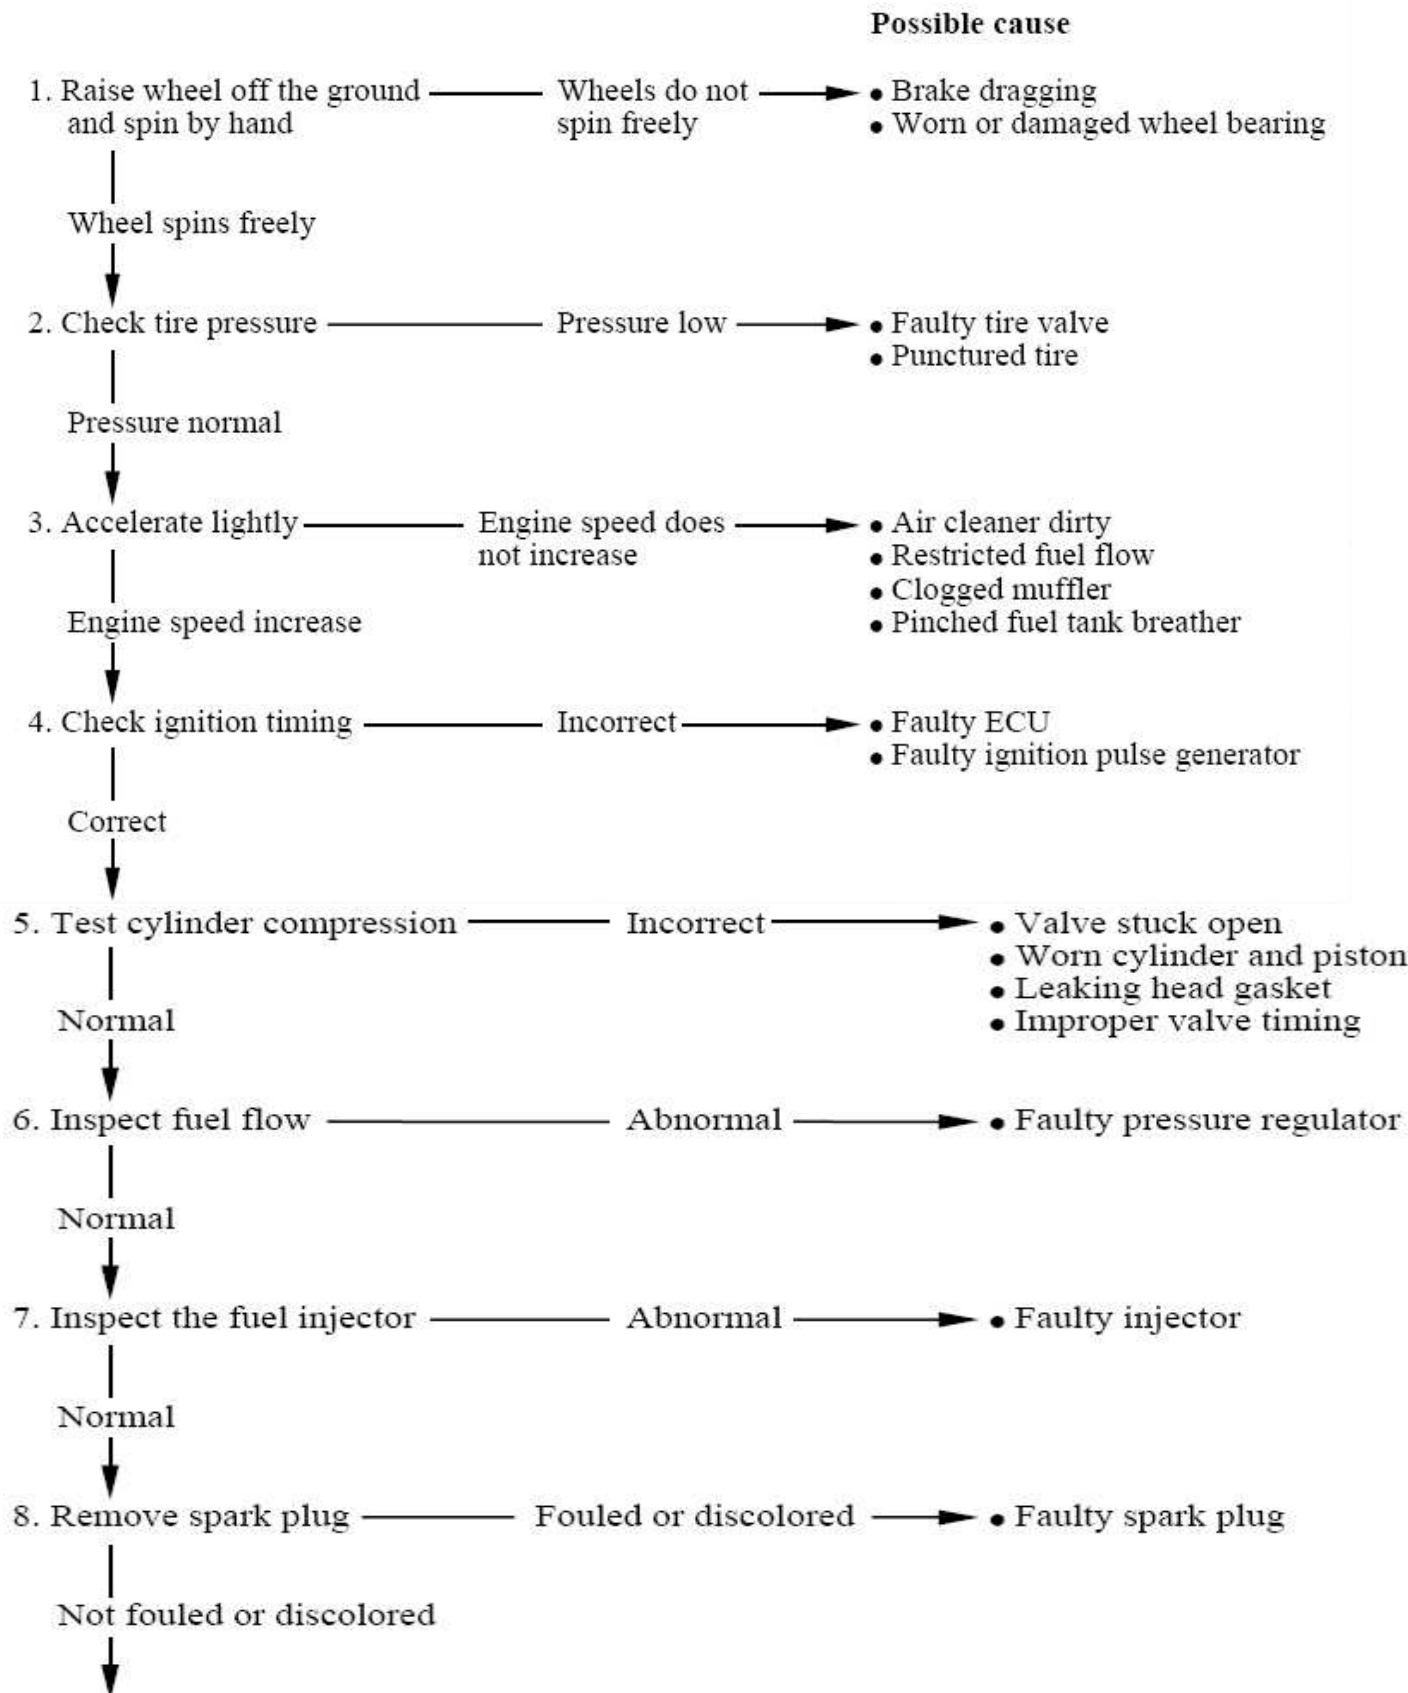 Possible cause
1. Raise wheel off the ground
and spin by hand
Wheels do not
spin freely
• Brake dragging
• Worn or damaged wheel bearing
Wheel spins freely
2. Check tire pressure
Pressure low
• Faulty tire valve
• Punctured tire
Pressure normal
3. Accelerate lightly
Engine speed does
not increase
• Air cleaner dirty
• Restricted fuel flow
• Clogged muffler
• Pinched fuel tank breather
Engine speed increase
4. Check ignition timing
Incorrect
• Faulty ECU
• Faulty ignition pulse generator
Correct
5. Test cylinder compression
Incorrect
• Valve stuck open
• Worn cylinder and piston
• Leaking head gasket
• Improper valve timing
Normal
6. Inspect fuel flow
Abnormal
• Faulty pressure regulator
Normal
7. Inspect the fuel injector
Abnormal
• Faulty injector
Normal
8. Remove spark plug
Fouled or discolored
• Faulty spark plug
Not fouled or discolored